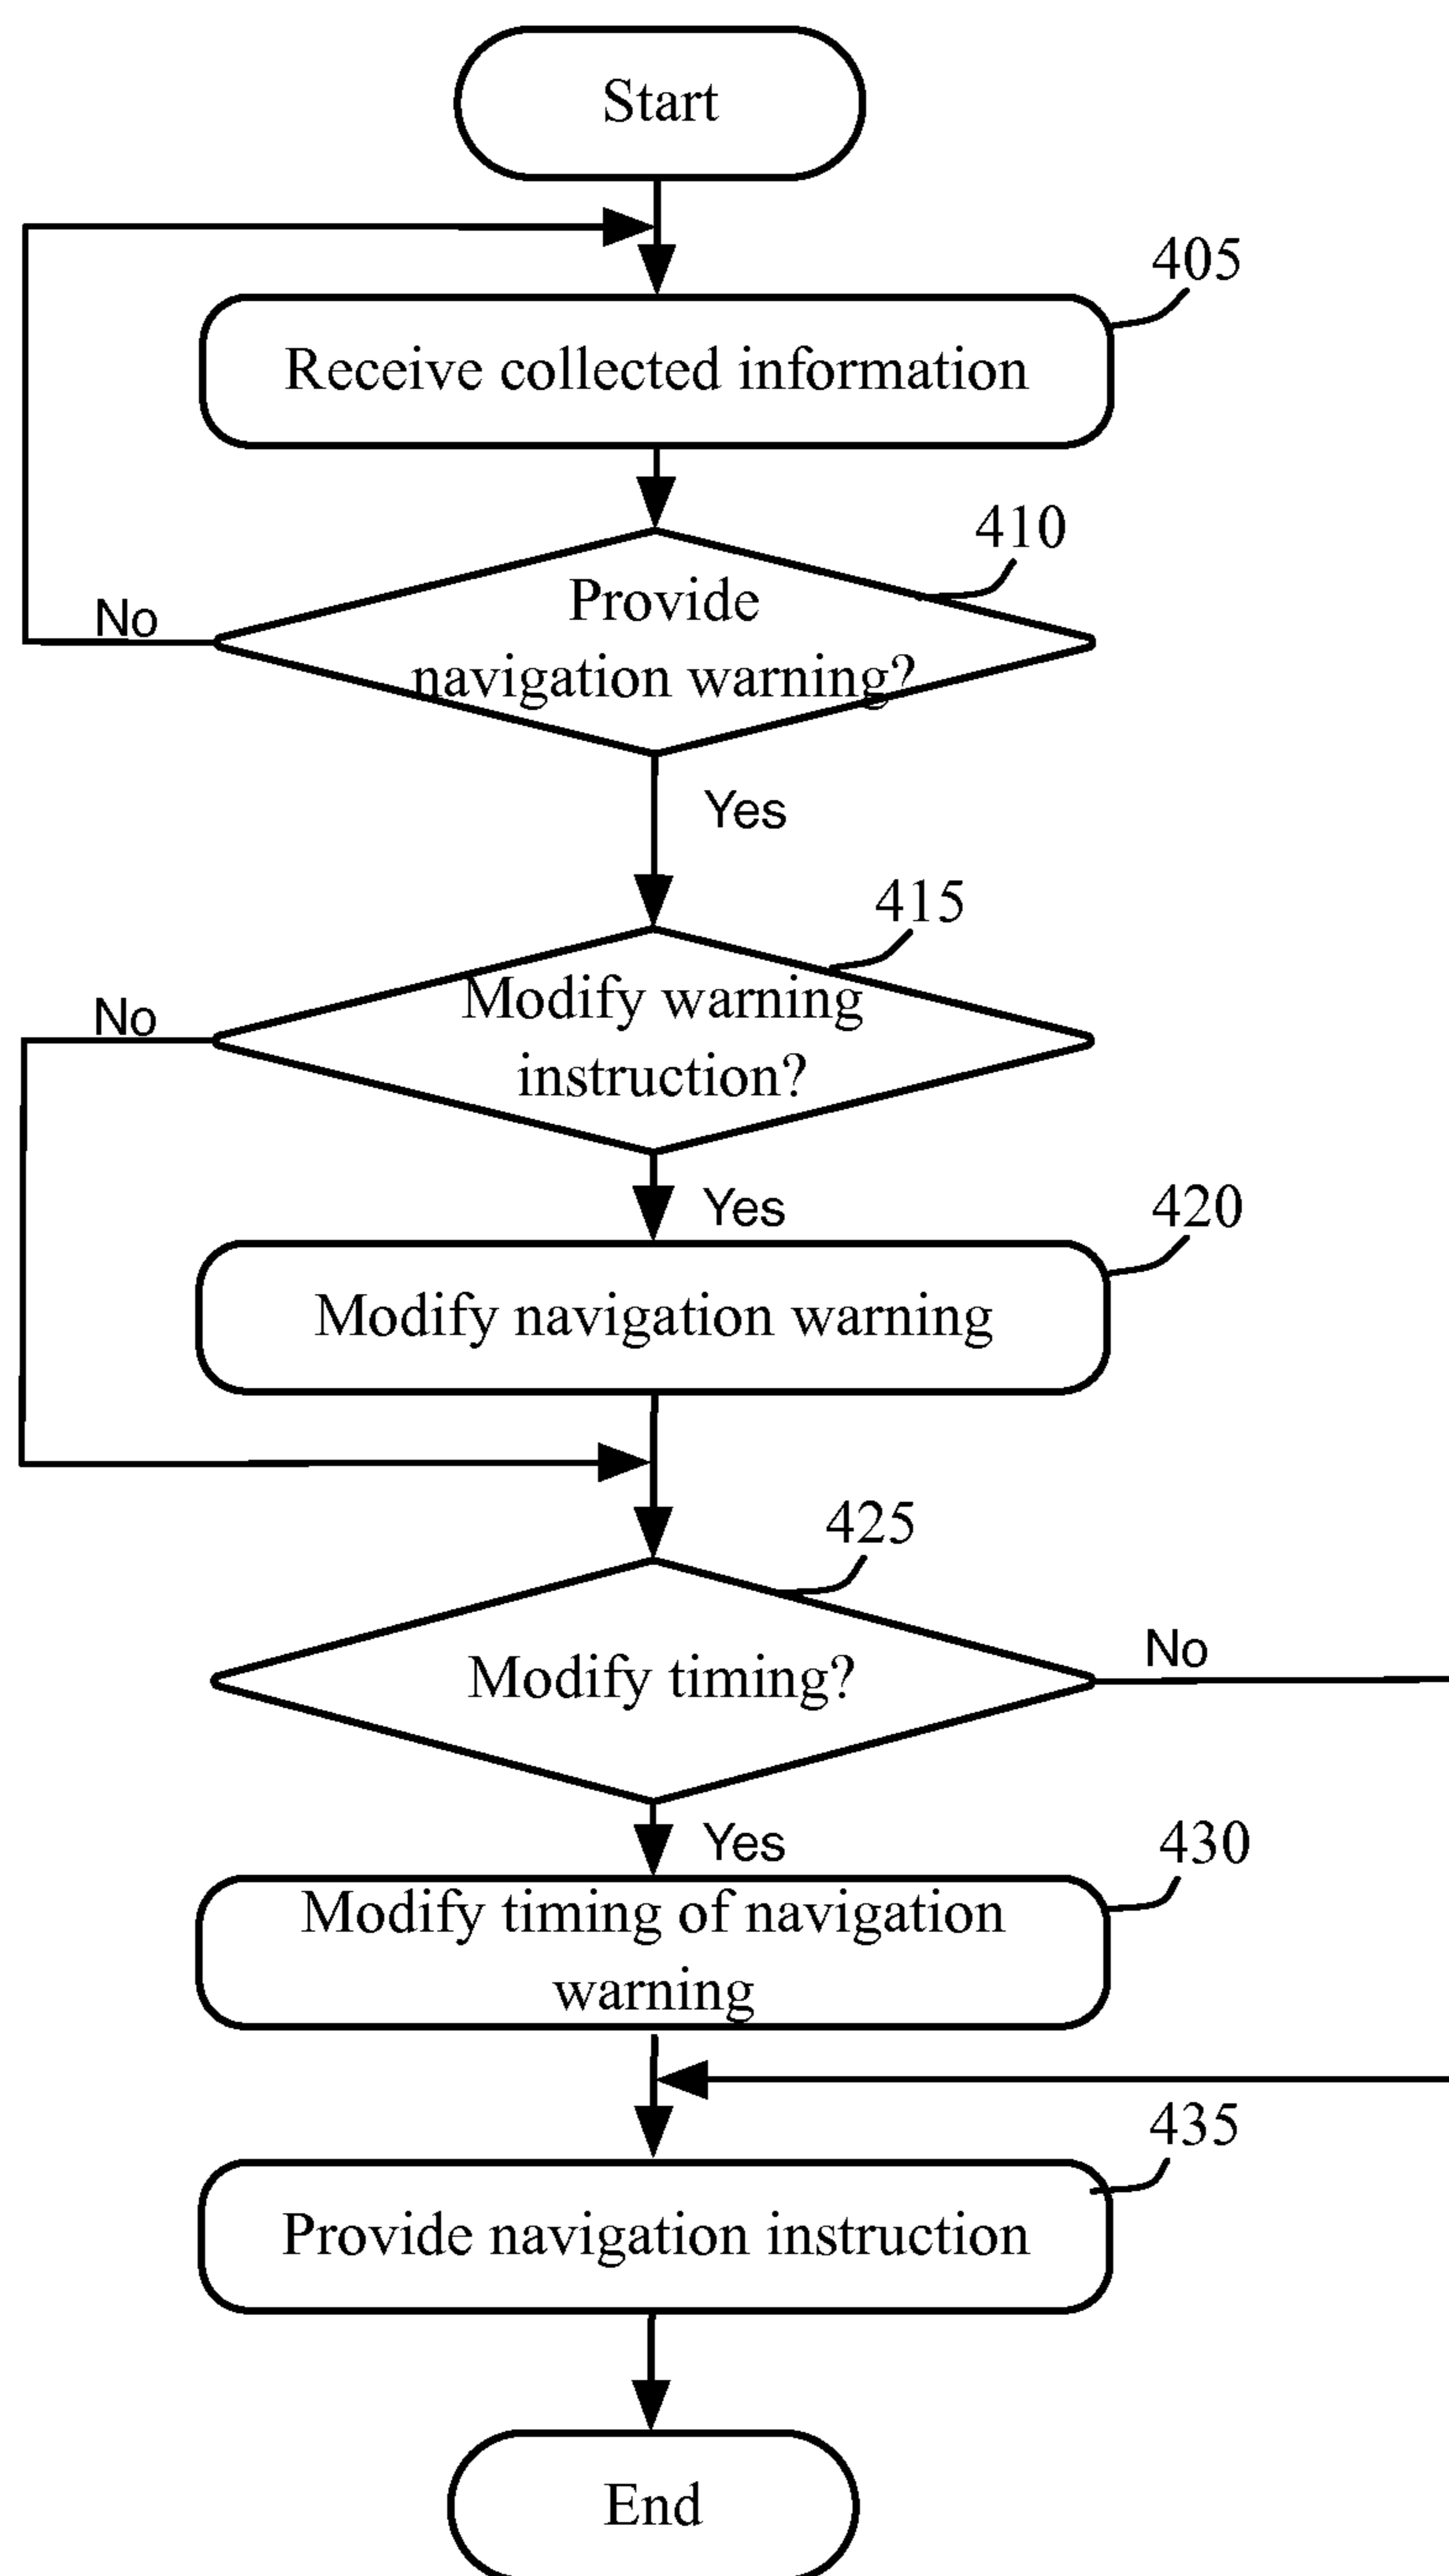 Start
405
Receive collected information
410
Provide
navigation warning?
No
Yes
415
Modify warning
instruction?
No
Yes
420
Modify navigation warning
425
Modify timing?
No
Yes
430
Modify timing of navigation
warning
435
Provide navigation instruction
End